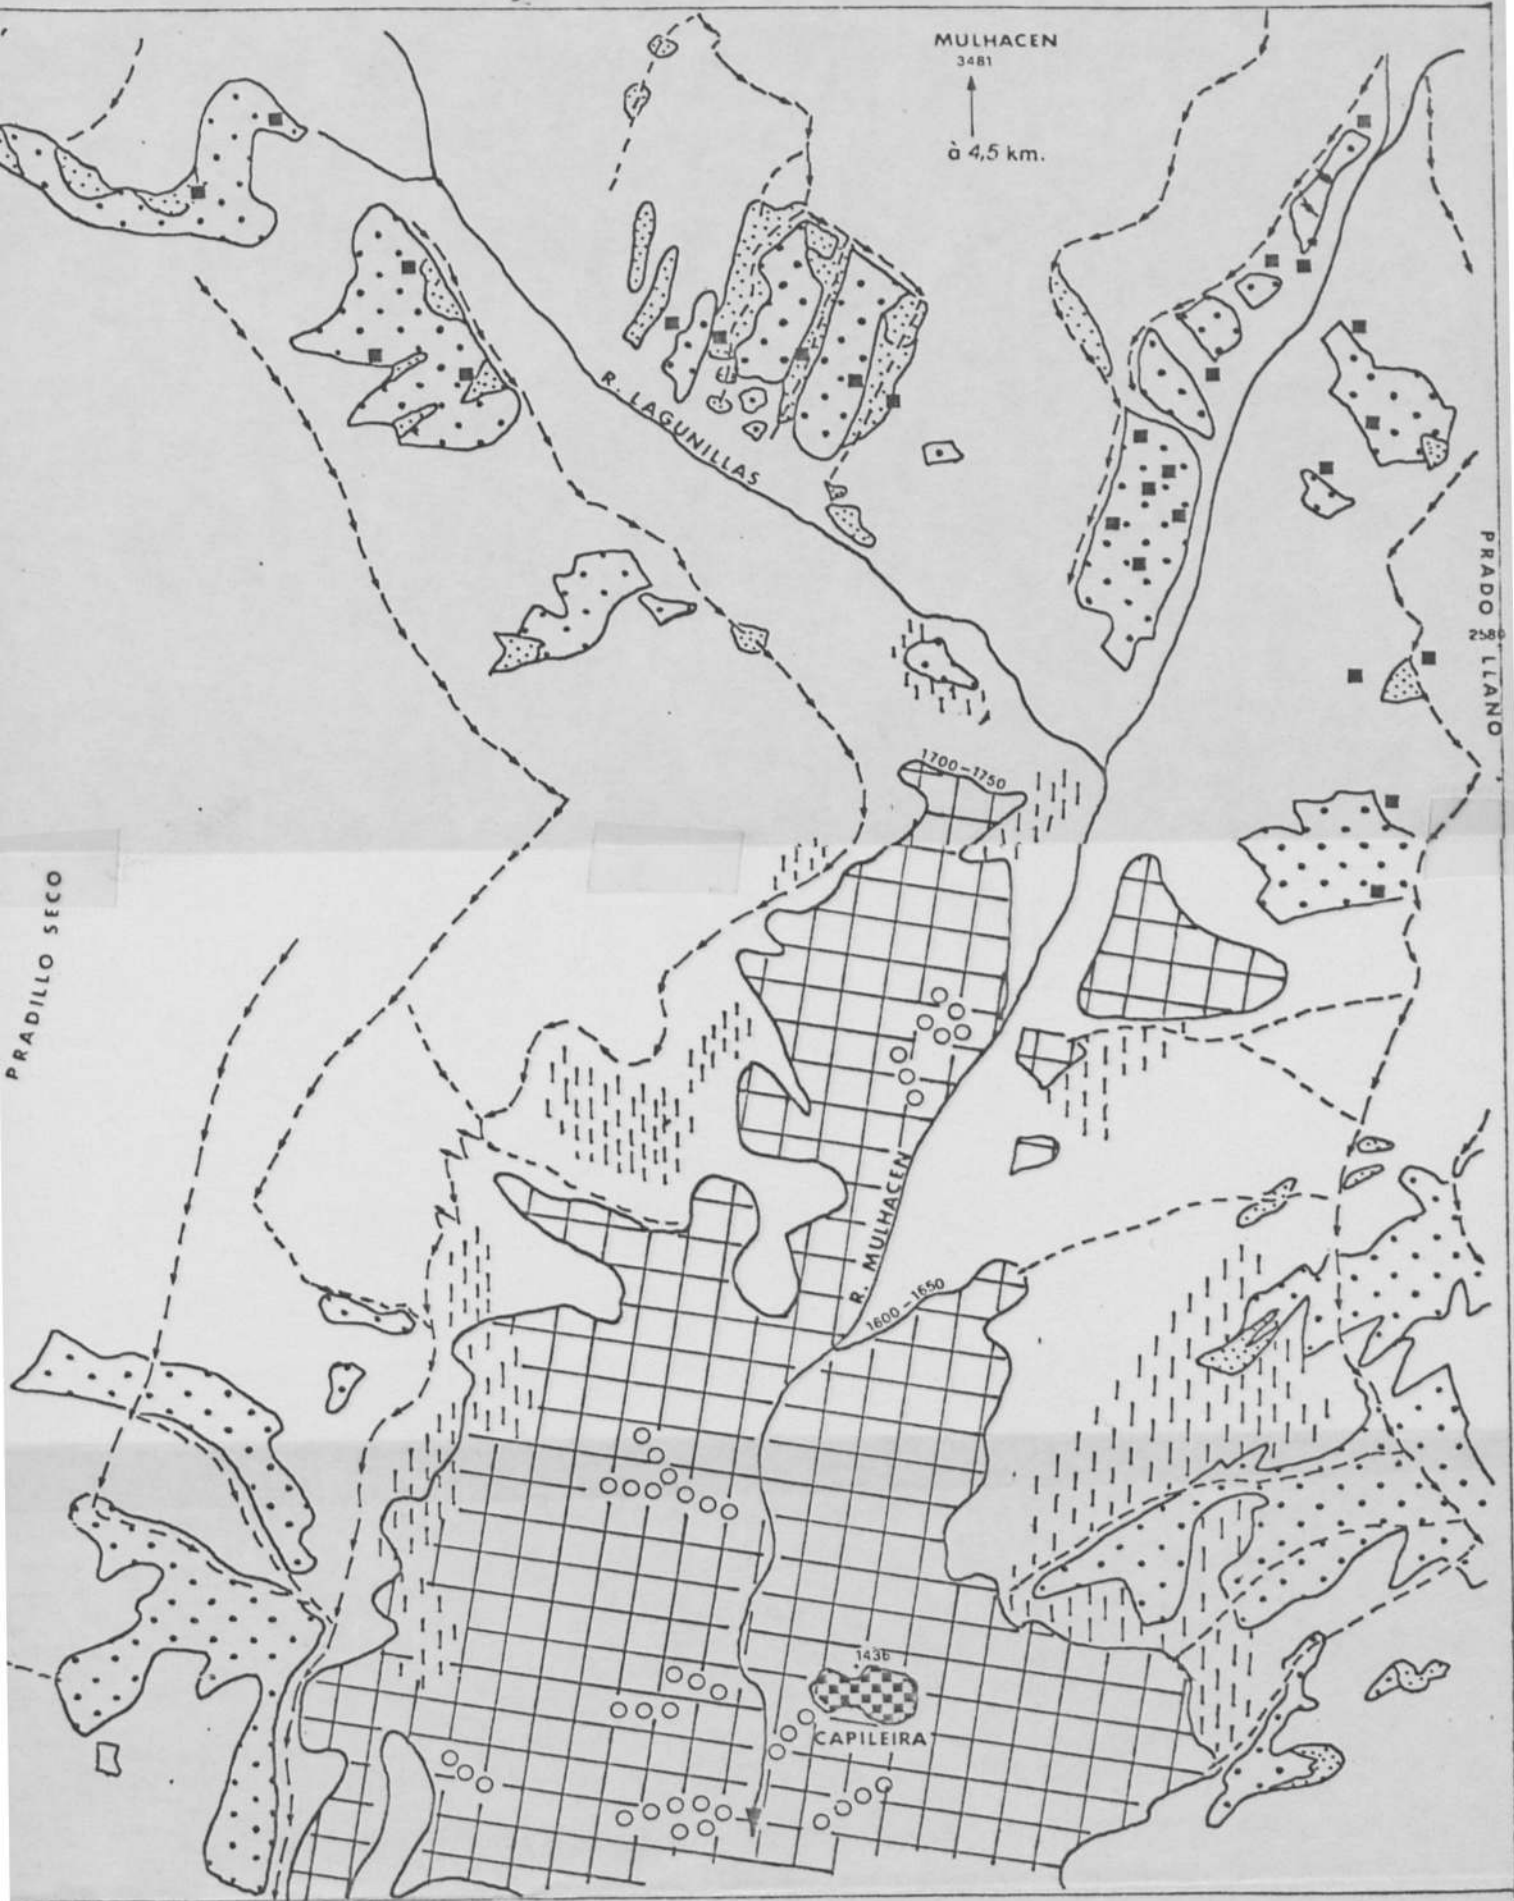 MULHACEN
3481
à 4,5 km.
R. LAGUNILLAS
PRADO LLANO
2580
1700-1750
PRADILLO SECO
R. MULHACEN
1600-1650
1436
CAPILEIRA